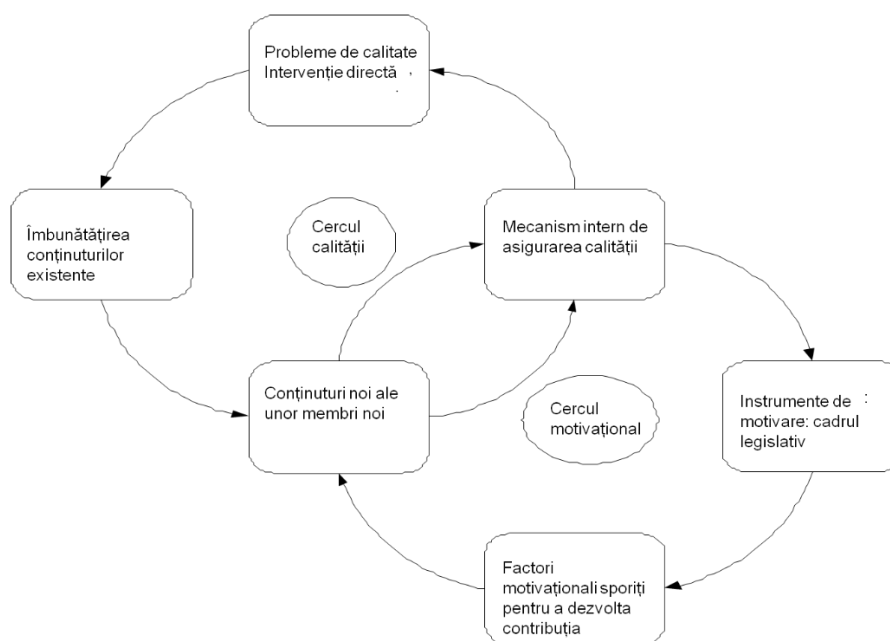 Probleme de calitate
Intervenție directă
Îmbunătățirea
conținuturilor
existente
Cercul
calității
Mecanism intern de
asigurarea calității
Conținuturi noi ale
unor membri noi
Cercul
motivațional
Instrumente de :
motivare: cadrul
legislativ
Factori
motivaționali sporiți
pentru a dezvolta
contribuția